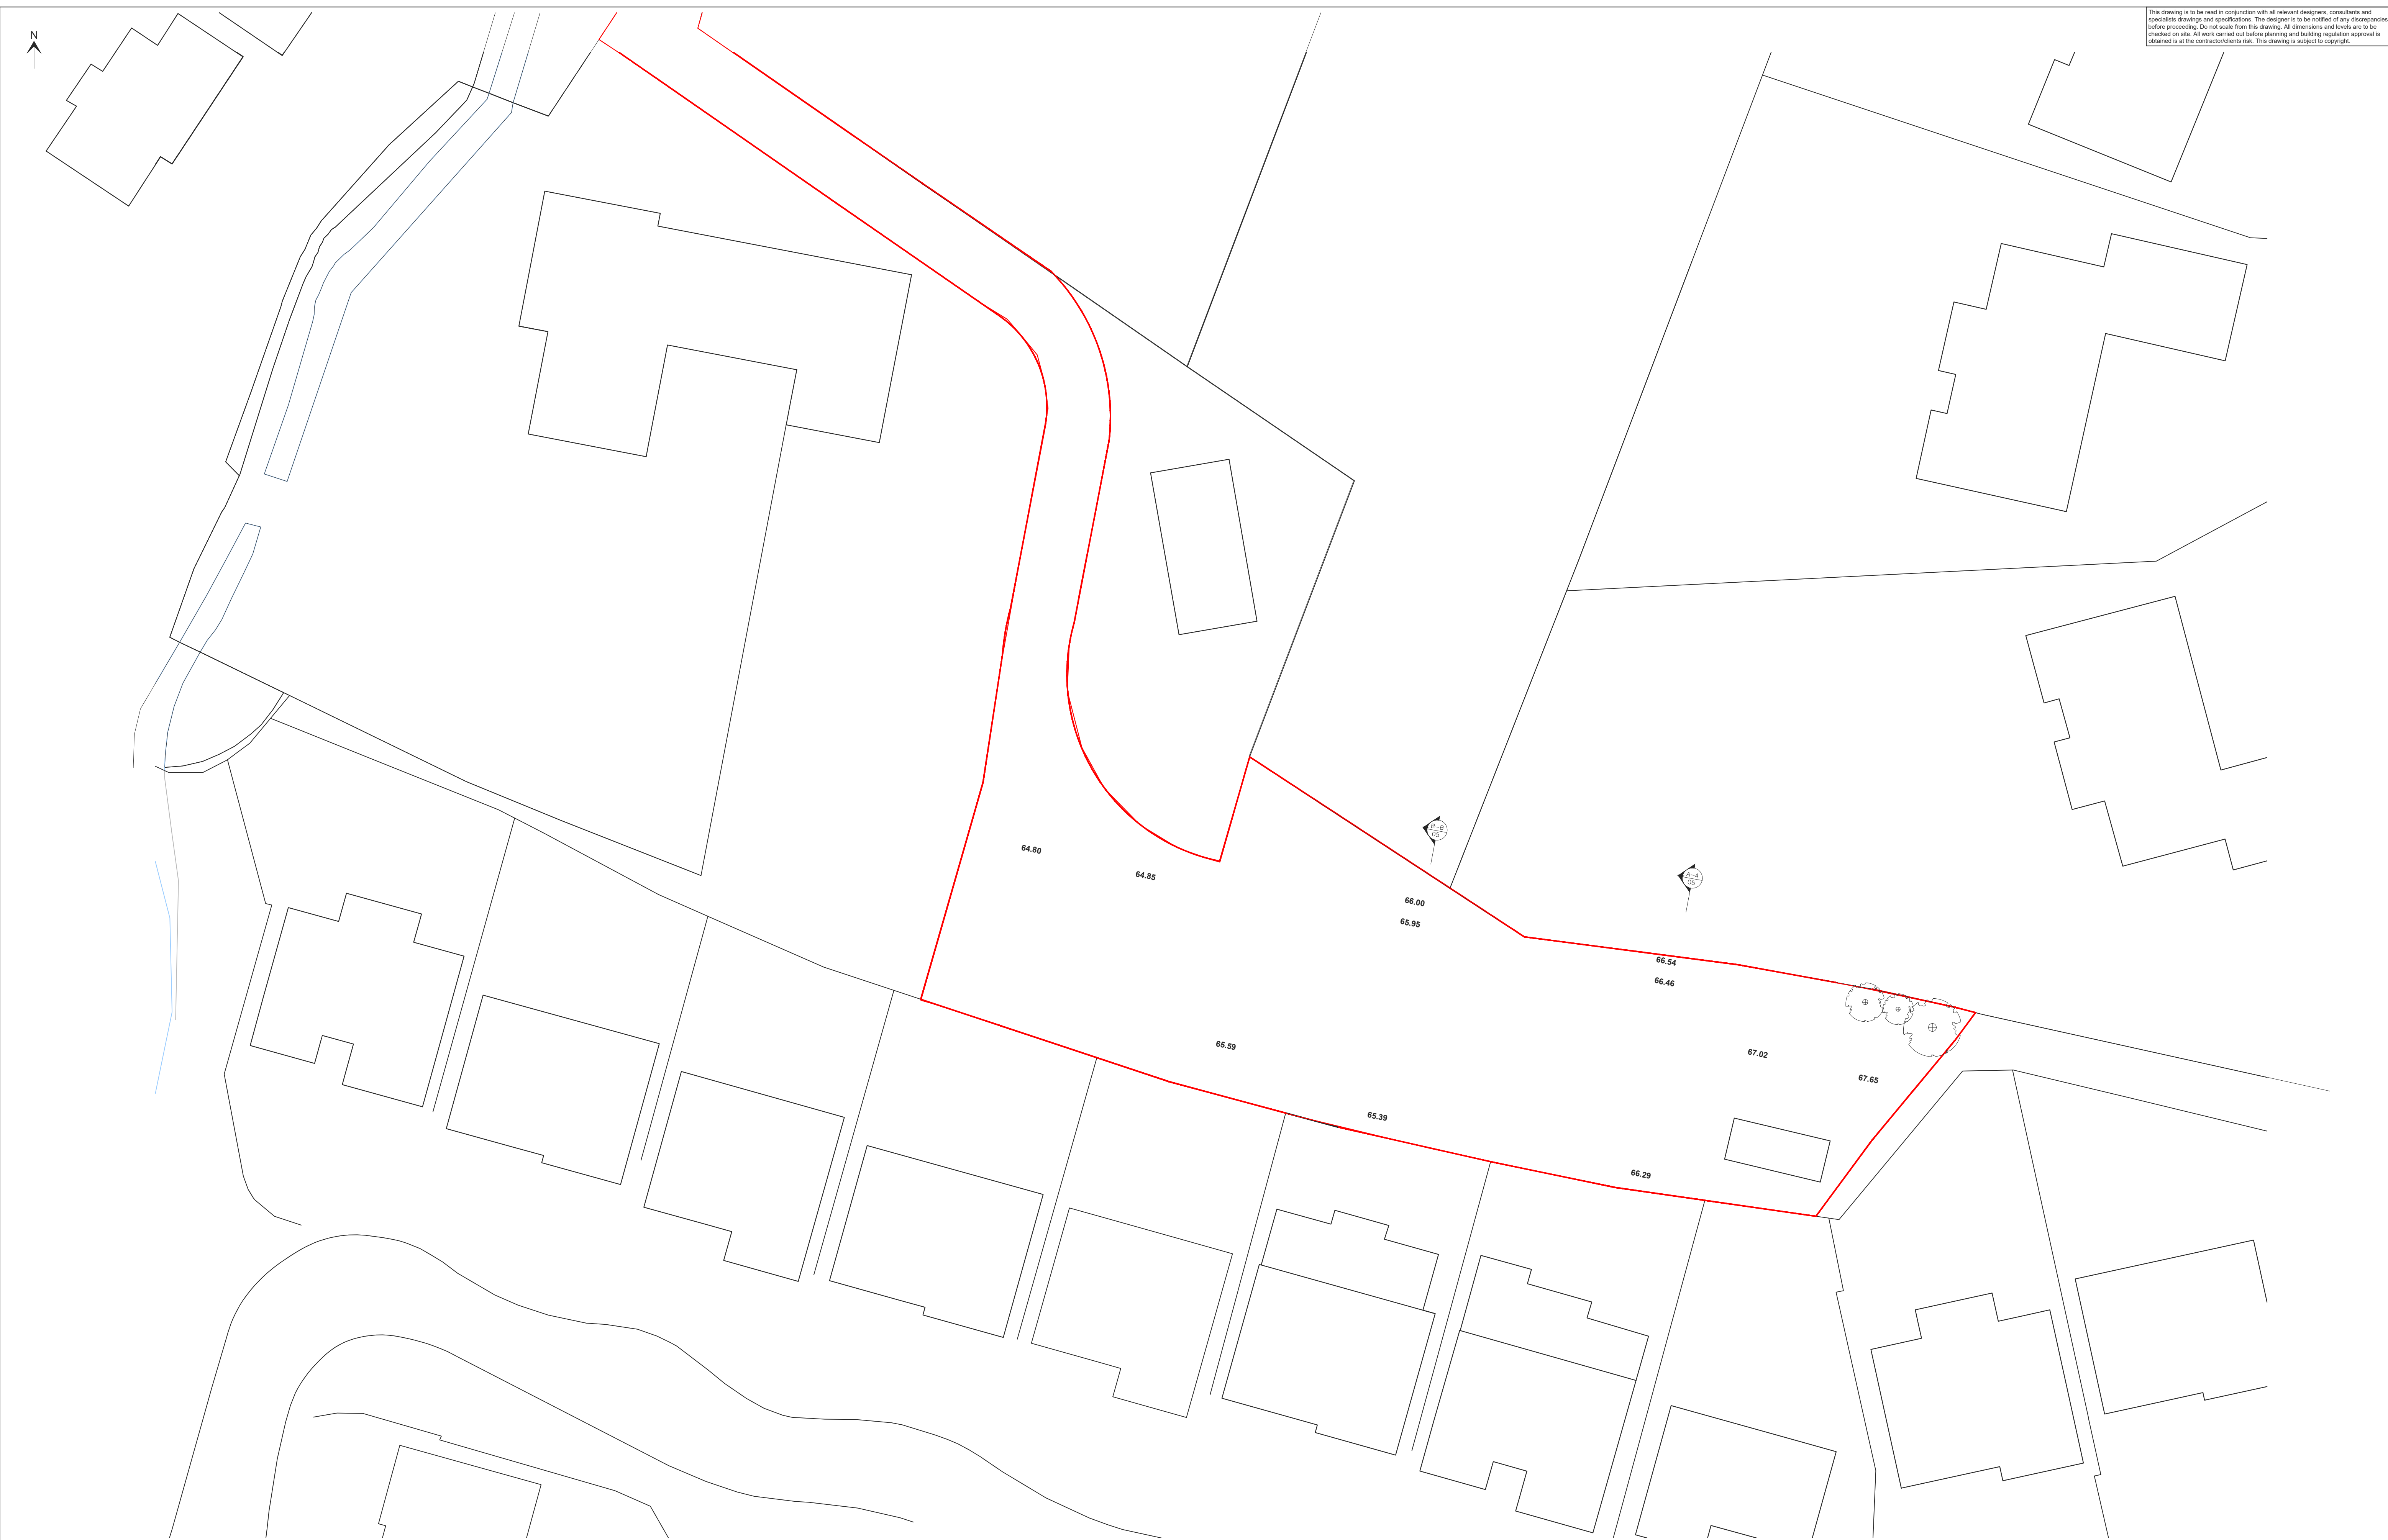 This drawing is to be read in conjunction with all relevant designers, consultants and
specialists drawings and specifications. The designer is to be notified of any discrepancies
before proceeding. Do not scale from this drawing. All dimensions and levels are to be
checked on site. All work carried out before planning and building regulation approval is
obtained is at the contractor/clients risk. This drawing is subject to copyright.
N
B-B
05
64.80
64.85
A-A
05
66.00
65.95
66.54
66.46
65.59
67.02
67.65
65.39
66.29